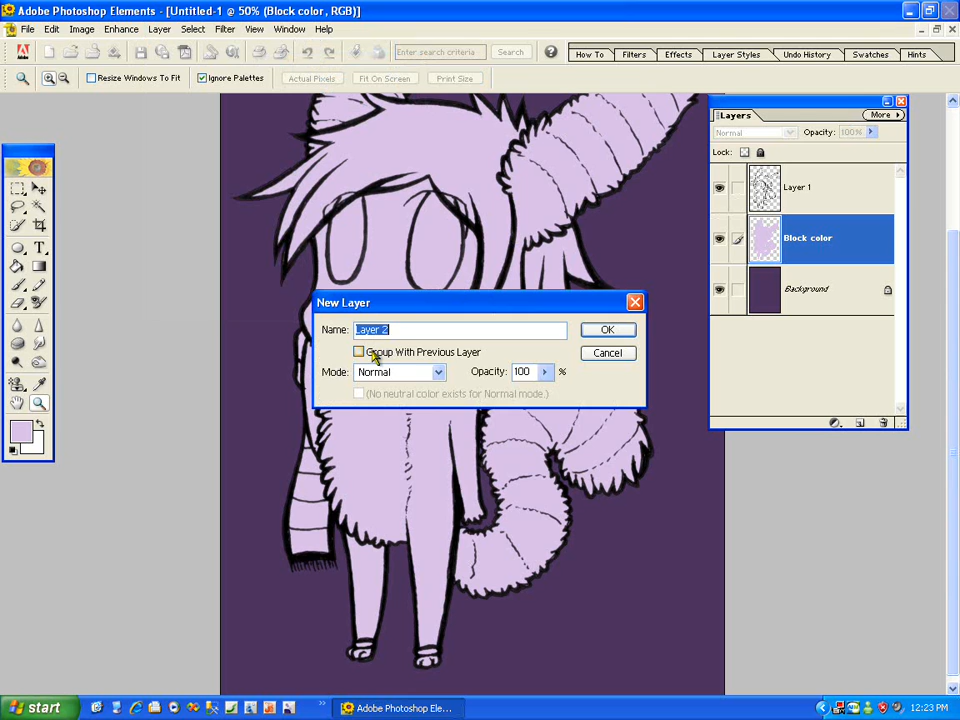 Adobe Photoshop Elements - [Untitled-1 @ 50% (Block color, RGB)]
File Edit Image Enhance Layer Select Filter View Window Help
Enter search criteria Search How To Filters Effects Layer Styles Undo History Swatches Hints
Resize Windows To Fit Ignore Palettes Actual Pixels Fit On Screen Print Size
Layers More
Normal Opacity: 100%
Lock:
Layer 1
Block color
Background
New Layer
Name: Layer 2 OK
Group With Previous Layer Cancel
Mode: Normal Opacity: 100 %
(No neutral color exists for Normal mode.)
start Adobe Photoshop Ele... 12:23 PM